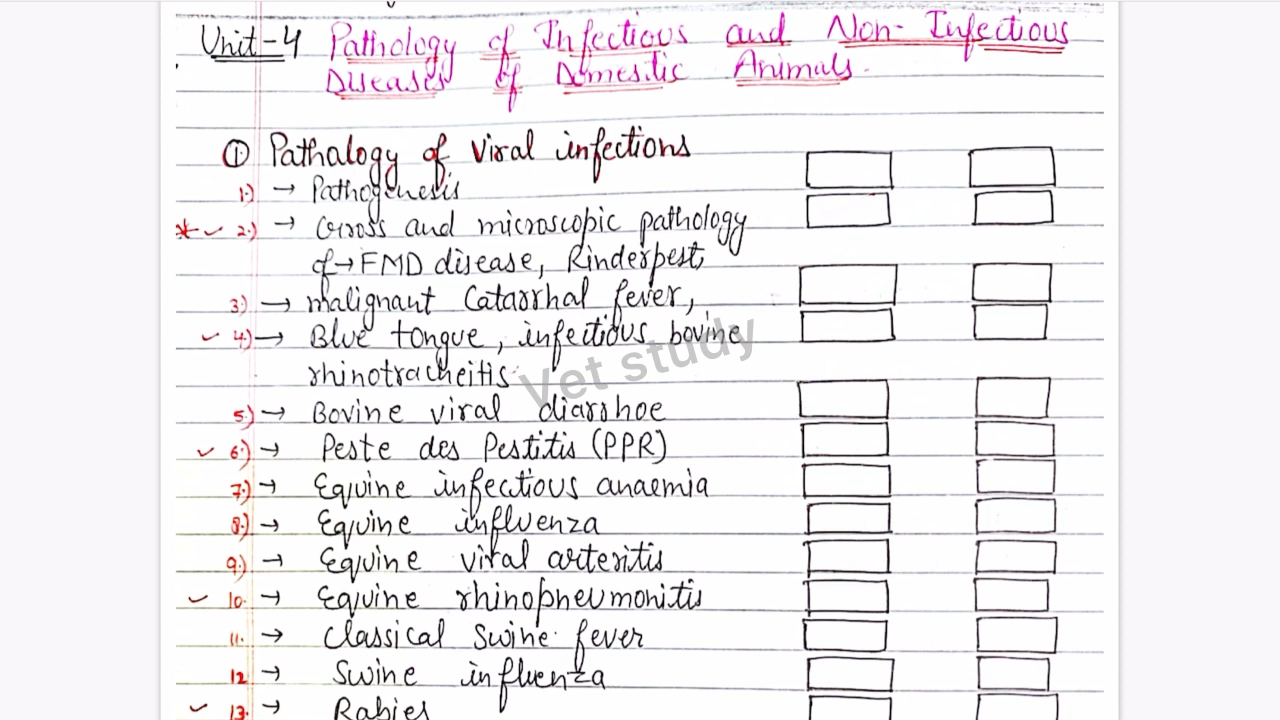 Unit-4 Pathology of Infectious and Non-Infectious
Diseases of Domestic Animals.
① Pathalogy of Viral infections
1.) → Pathogenesis
* ✓ 2.) → Gross and microscopic pathology
of → FMD disease, Rinderpest,
3) → malignant Catarrhal fever,
✓ 4.) → Blue tongue, infectious bovine
rhinotracheitis.
5.) → Bovine viral diarrhoe
✓ 6.) → Peste des Pestitis (PPR)
7.) → Equine infectious anaemia
8.) → Equine influenza
9.) → Equine viral arteritis
✓ 10. → Equine rhinopneumonitis
11. → Classical Swine fever
12 → Swine influenza
✓ 13. → Rabies
Vet study